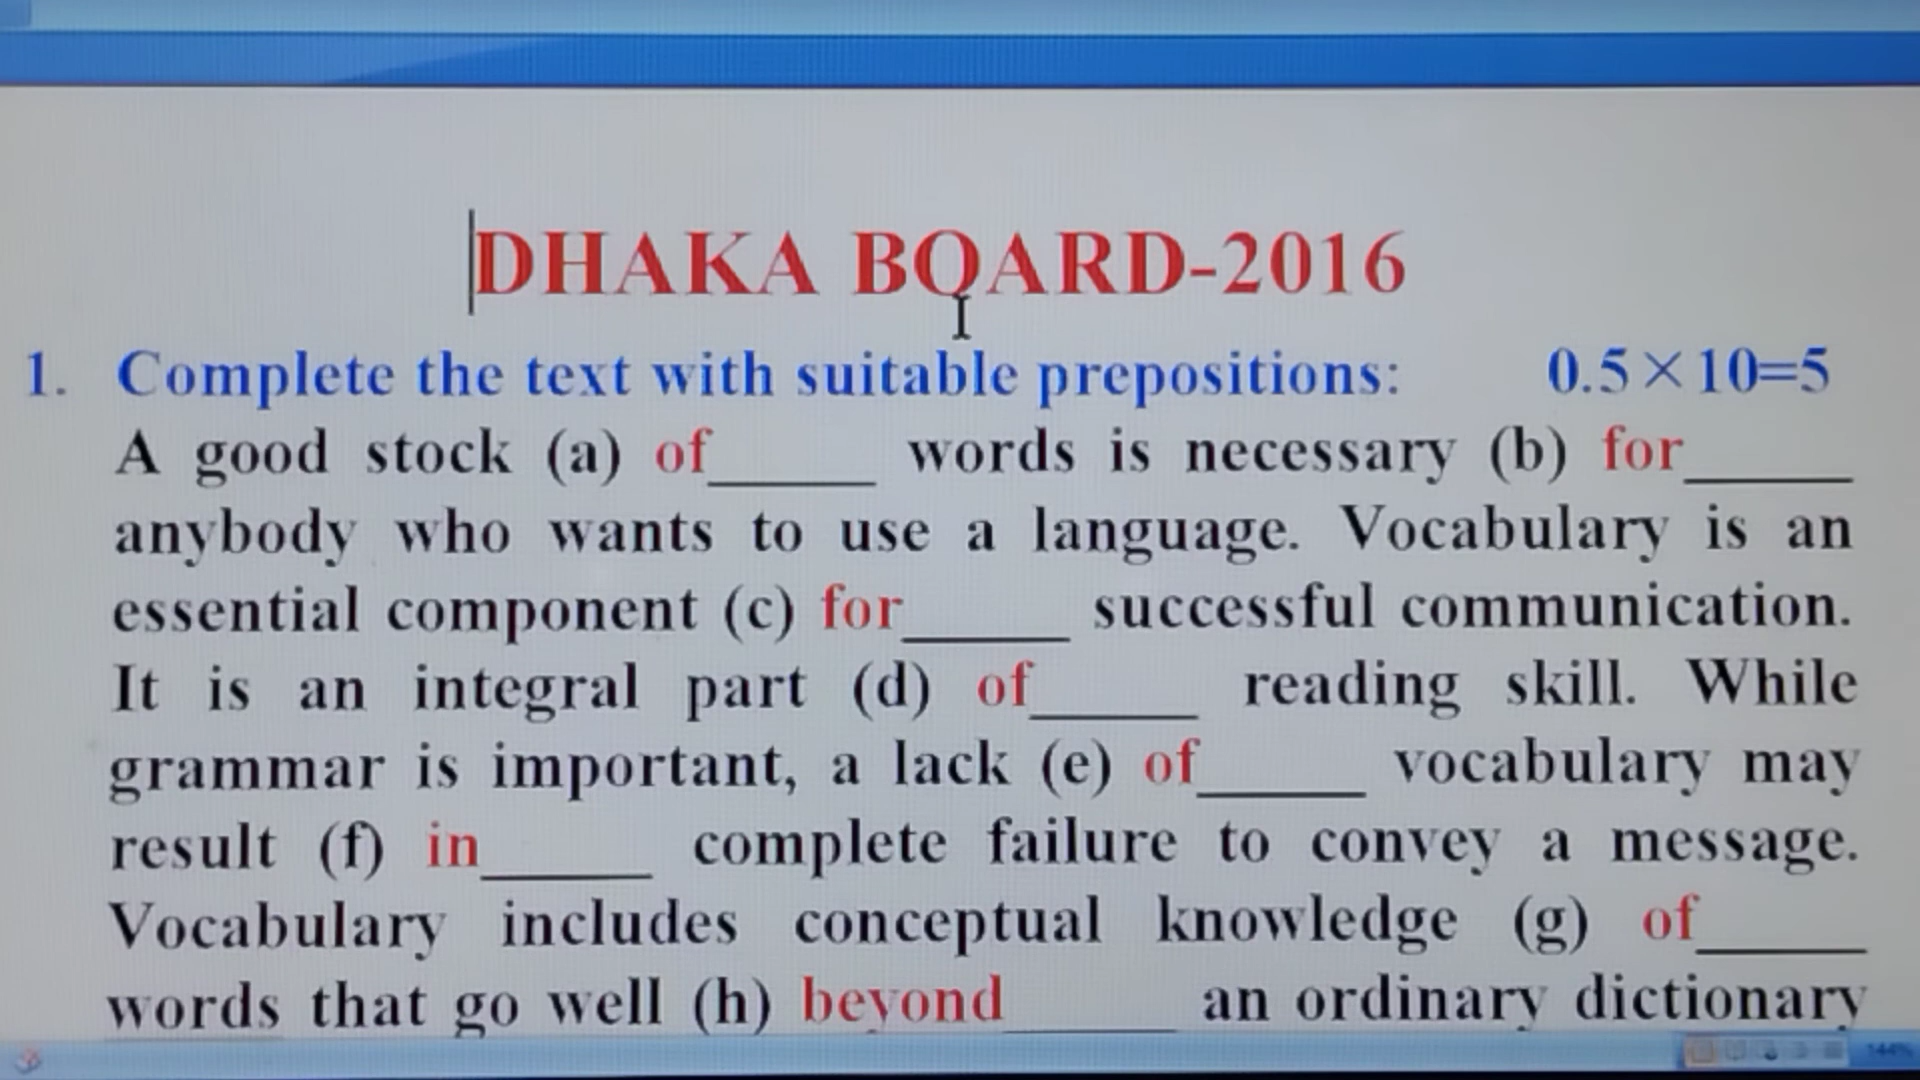 DHAKA BOARD-2016
1. Complete the text with suitable prepositions: 0.5×10=5
A good stock (a) of_____ words is necessary (b) for_____
anybody who wants to use a language. Vocabulary is an
essential component (c) for_____ successful communication.
It is an integral part (d) of_____ reading skill. While
grammar is important, a lack (e) of_____ vocabulary may
result (f) in_____ complete failure to convey a message.
Vocabulary includes conceptual knowledge (g) of_____
words that go well (h) beyond_____ an ordinary dictionary
144%